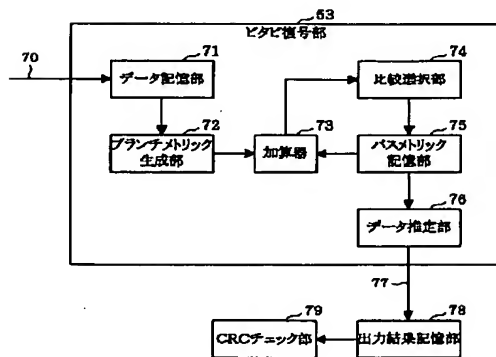 53
ビタビ復号部
70
71
データ記憶部
74
比較選択部
72
ブランチメトリック
生成部
73
加算器
75
パスメトリック
記憶部
76
データ推定部
77
79
CRCチェック部
78
出力結果記憶部